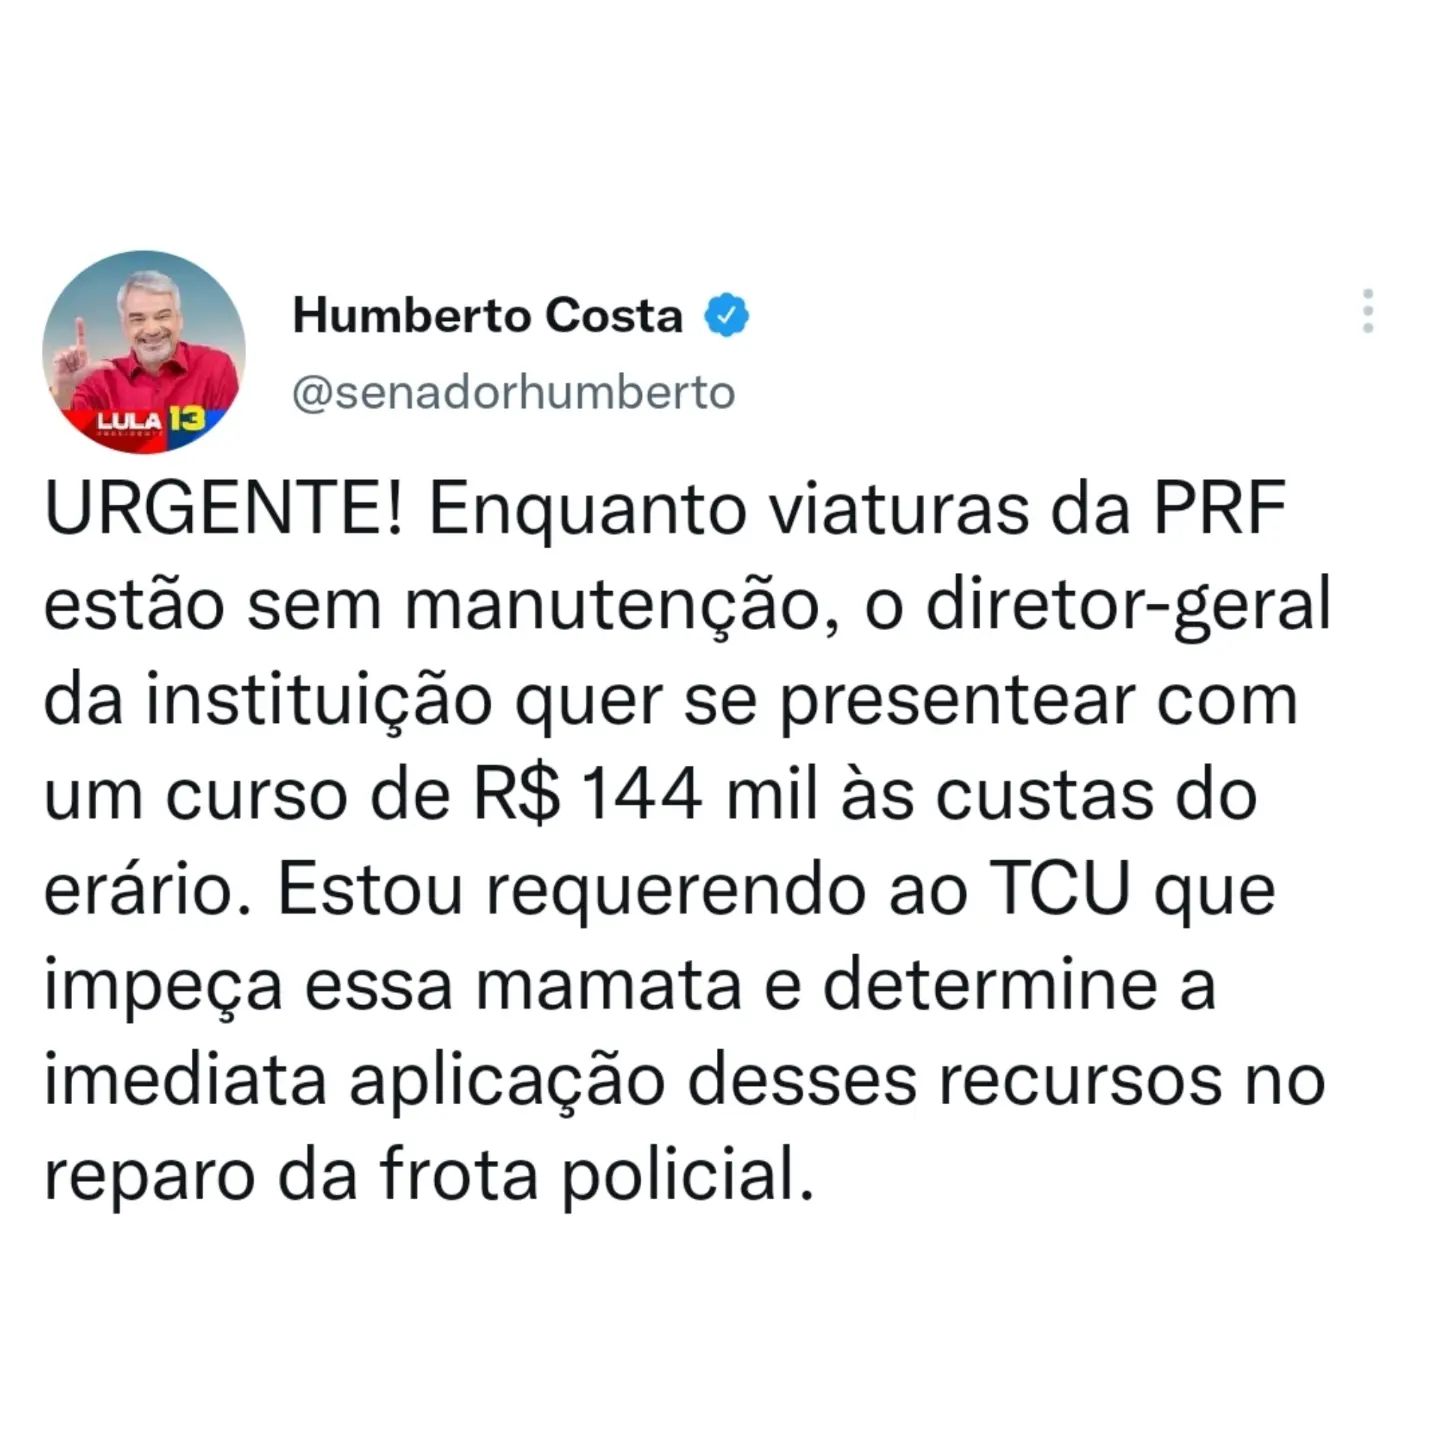 Humberto Costa
@senadorhumberto
LULA 13
PRESIDENTE
URGENTE! Enquanto viaturas da PRF
estão sem manutenção, o diretor-geral
da instituição quer se presentear com
um curso de R$ 144 mil às custas do
erário. Estou requerendo ao TCU que
impeça essa mamata e determine a
imediata aplicação desses recursos no
reparo da frota policial.